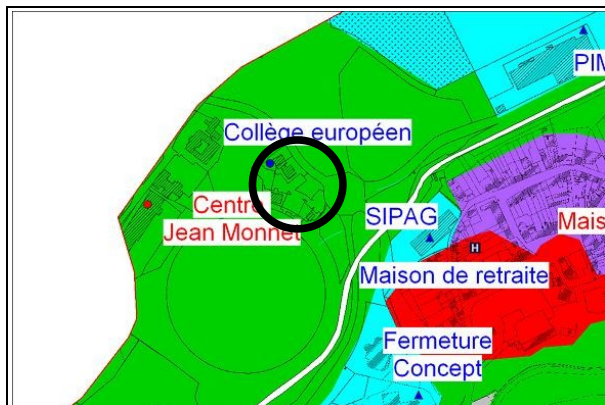 PIM
Collège européen
Centre
Jean Monnet
SIPAG
Mais
H
Maison de retraite
Fermeture
Concept